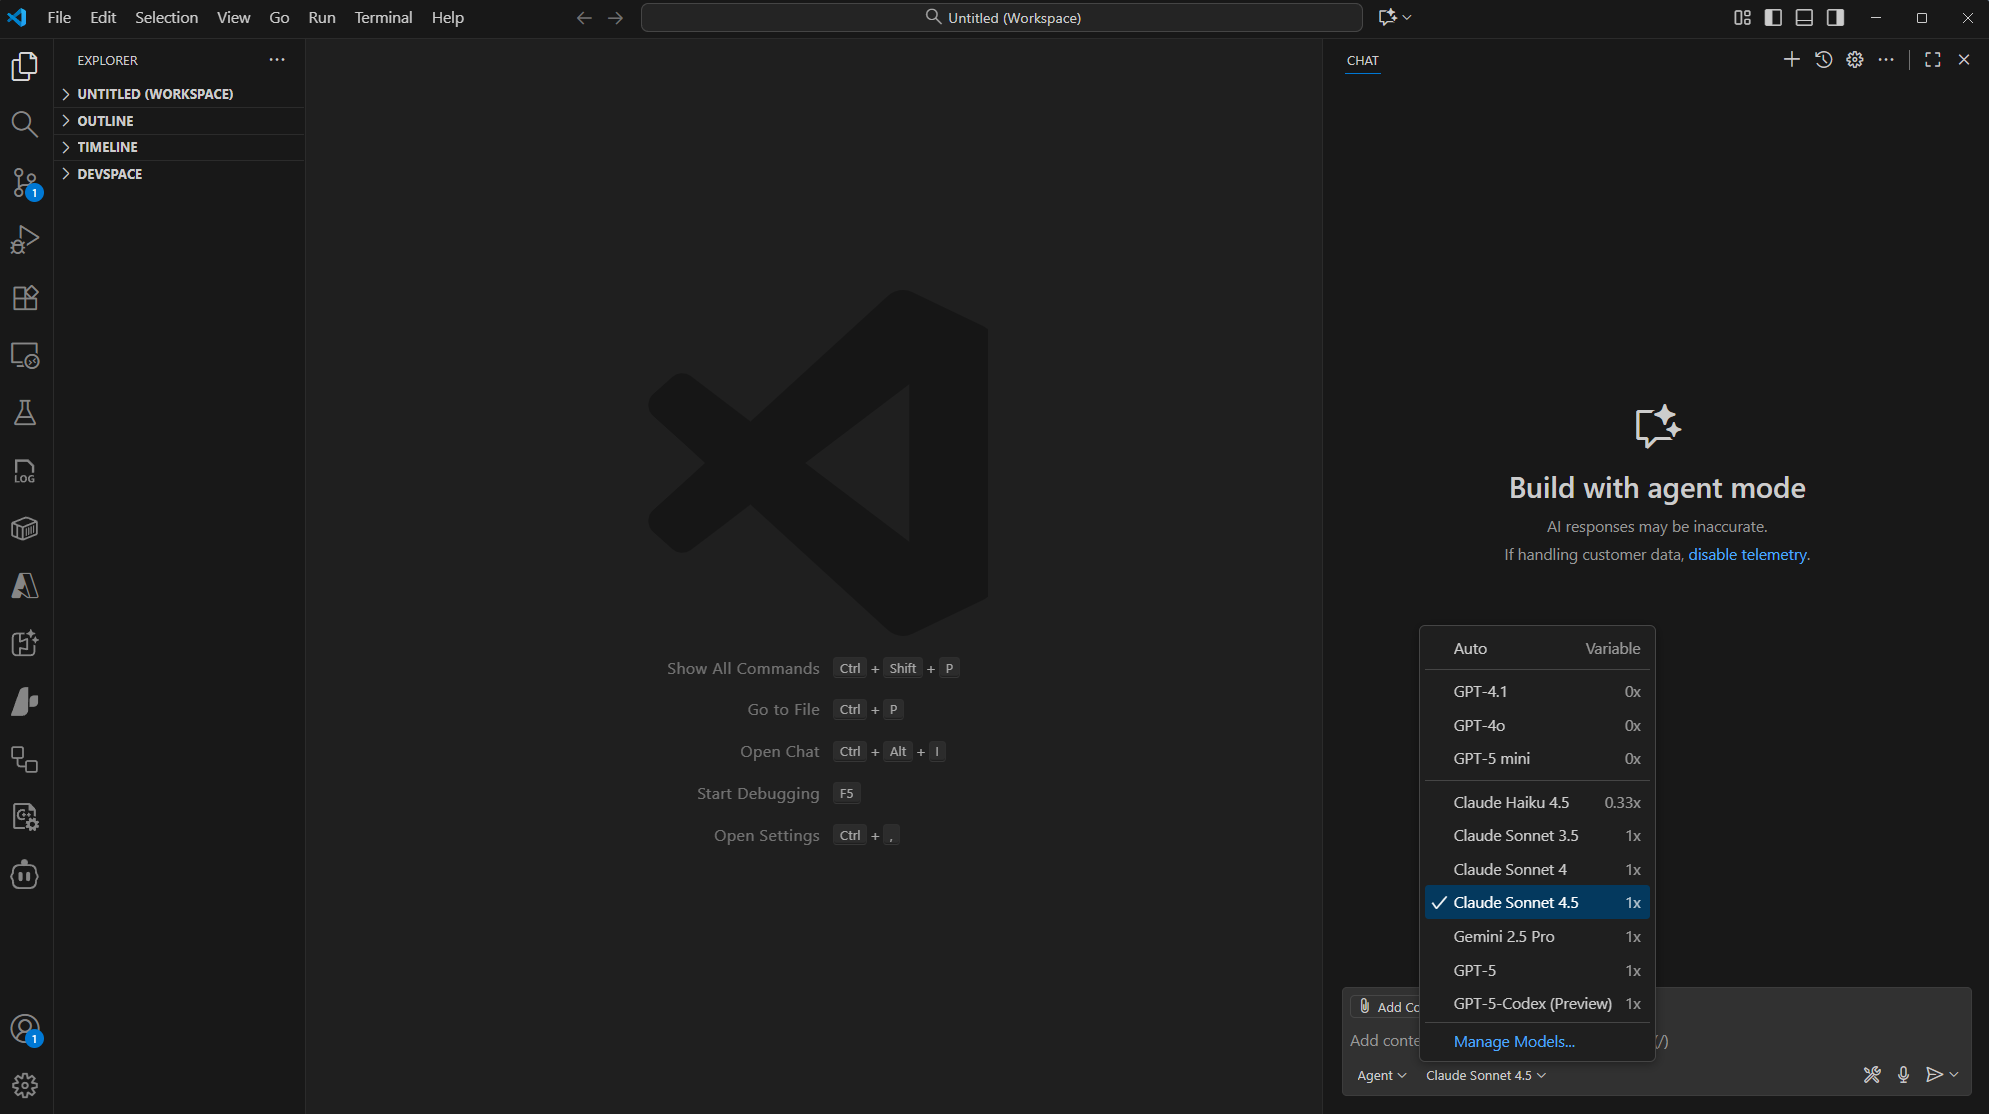 File Edit Selection View Go Run Terminal Help
Untitled (Workspace)
EXPLORER
UNTITLED (WORKSPACE)
OUTLINE
TIMELINE
DEVSPACE
1
LOG
C+
1
Show All Commands Ctrl + Shift + P
Go to File Ctrl + P
Open Chat Ctrl + Alt + I
Start Debugging F5
Open Settings Ctrl + ,
CHAT
Build with agent mode
AI responses may be inaccurate.
If handling customer data, disable telemetry.
Auto Variable
GPT-4.1 0x
GPT-4o 0x
GPT-5 mini 0x
Claude Haiku 4.5 0.33x
Claude Sonnet 3.5 1x
Claude Sonnet 4 1x
Claude Sonnet 4.5 1x
Gemini 2.5 Pro 1x
GPT-5 1x
GPT-5-Codex (Preview) 1x
Manage Models...
Add Co
Add conte /)
Agent Claude Sonnet 4.5